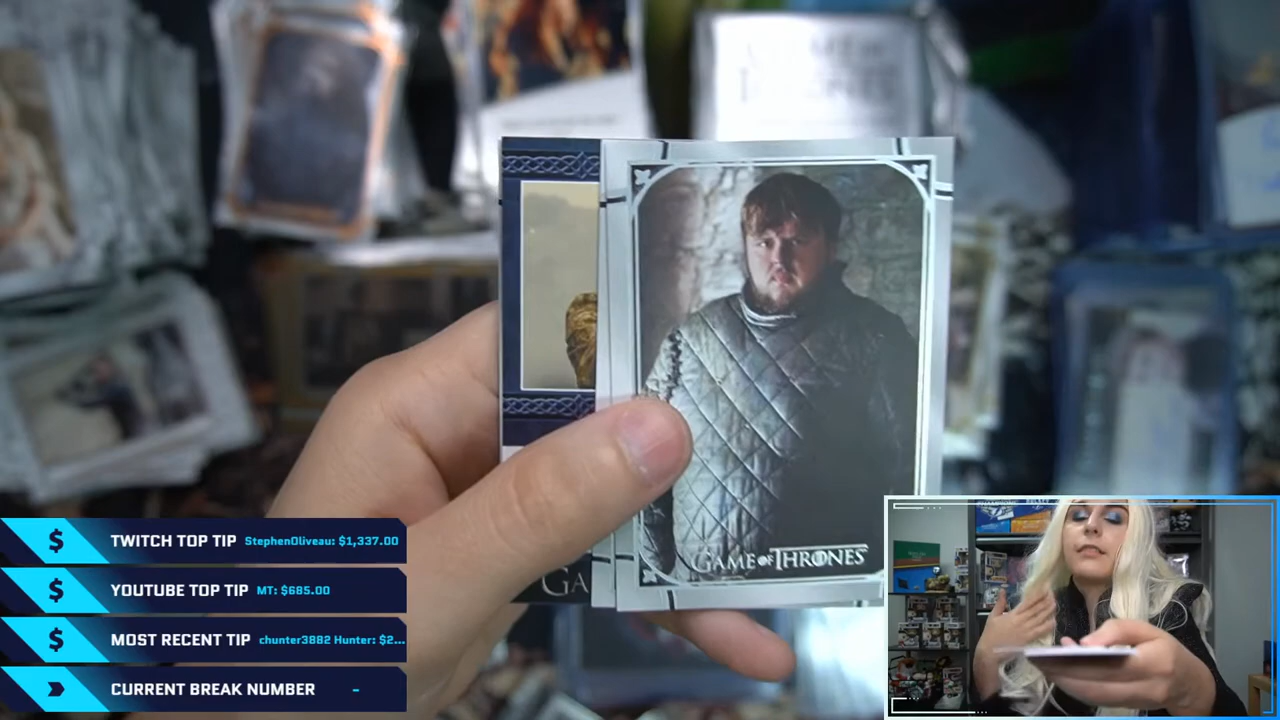 GAME OF THRONES
GA
TWITCH TOP TIP StephenOliveau: $1,337.00
YOUTUBE TOP TIP MT: $685.00
MOST RECENT TIP chunter3882 Hunter: $2...
CURRENT BREAK NUMBER -